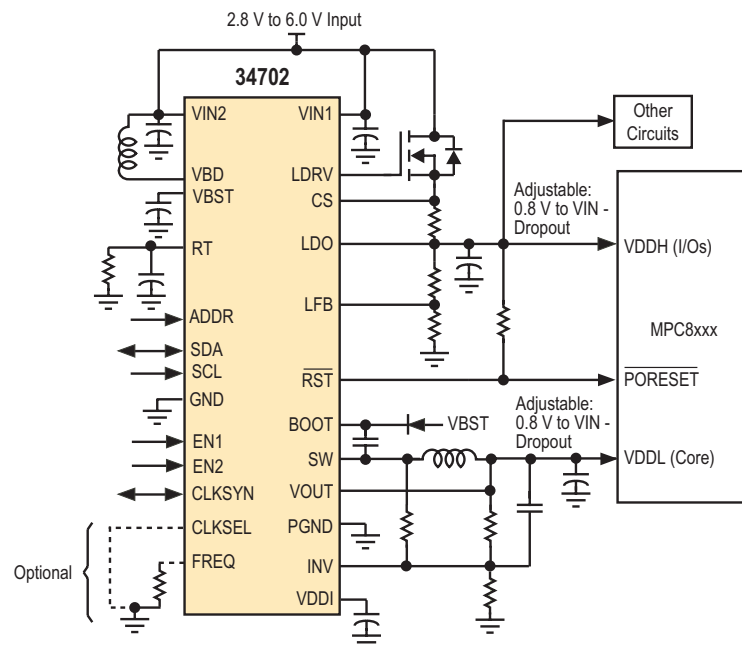 2.8 V to 6.0 V Input
34702
VIN2
VIN1
VBD
LDRV
VBST
CS
RT
LDO
LFB
ADDR
SDA
SCL
RST
GND
BOOT
VBST
EN1
SW
EN2
CLKSYN
VOUT
CLKSEL
PGND
FREQ
INV
VDDI
Optional
Other
Circuits
Adjustable:
0.8 V to VIN -
Dropout
VDDH (I/Os)
MPC8xxx
PORESET
Adjustable:
0.8 V to VIN -
Dropout
VDDL (Core)